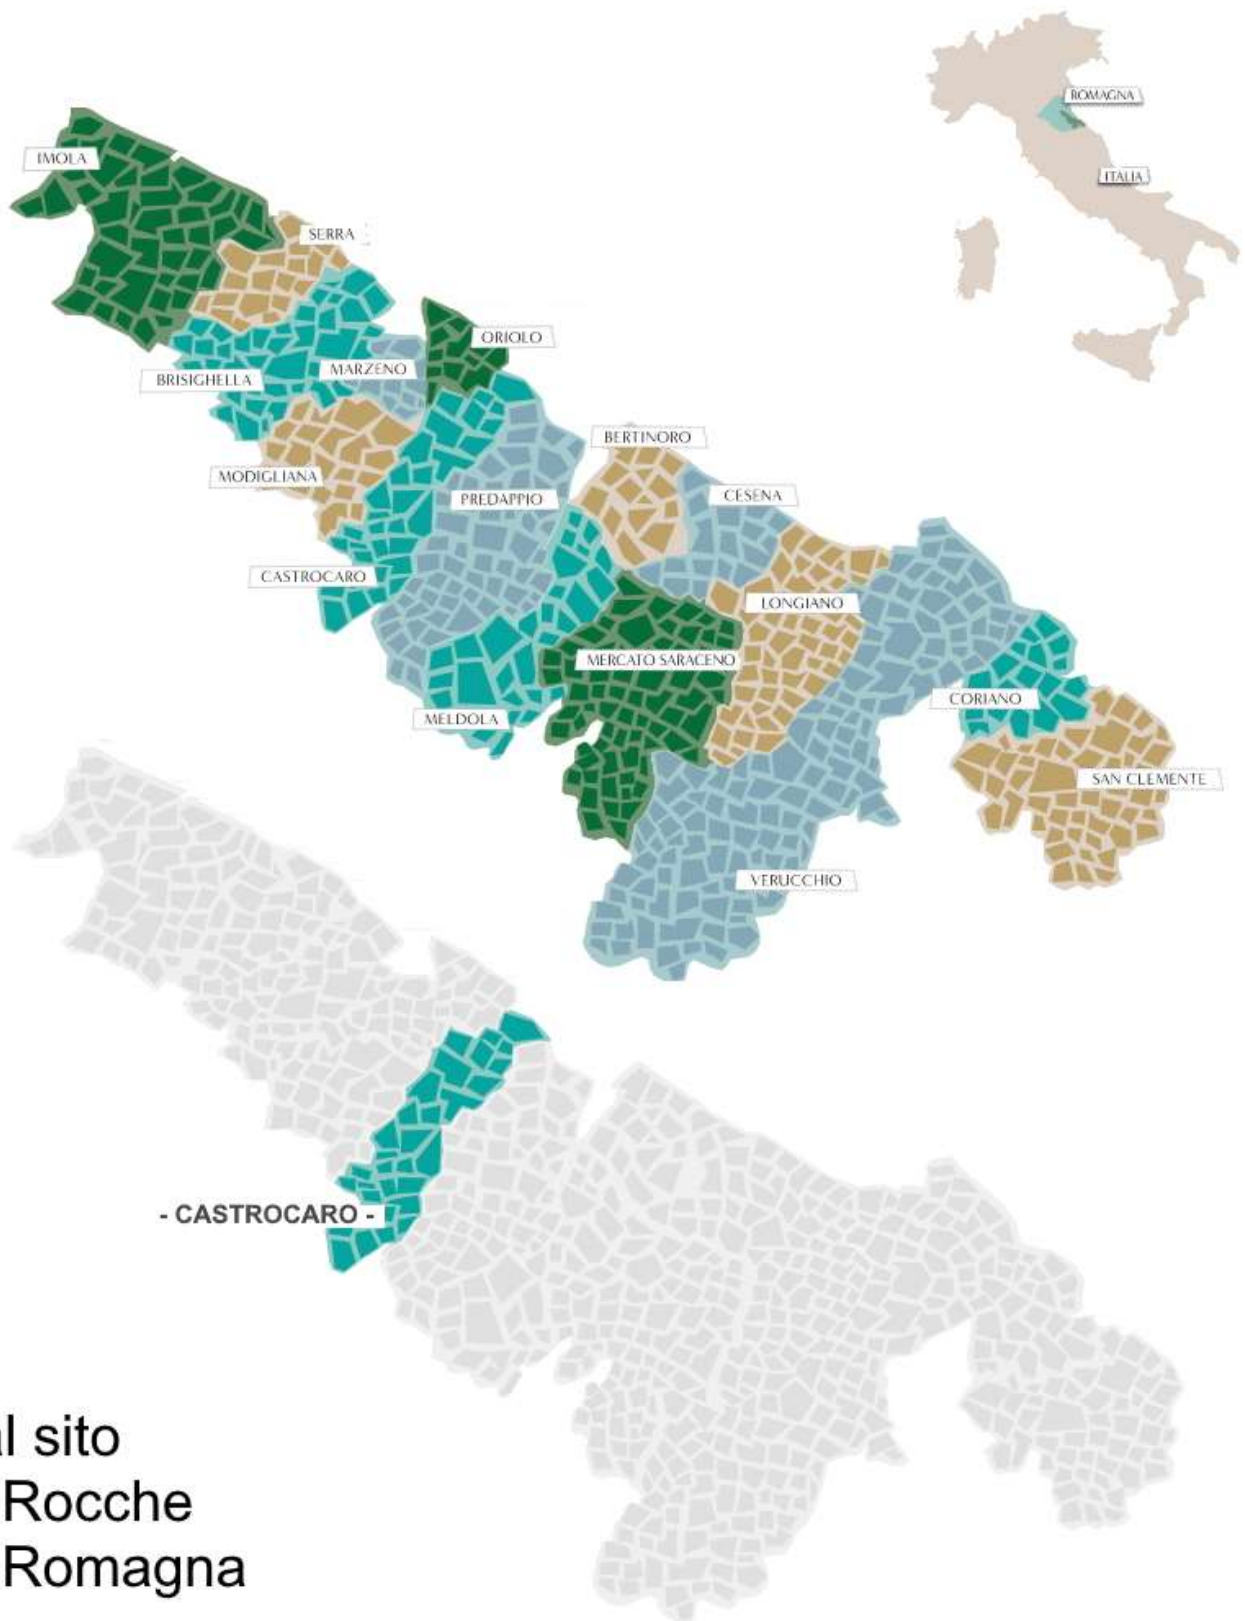 ROMAGNA
ITALIA
IMOLA
SERRA
ORIOLO
BRISIGHELLA
MARZENO
MODIGLIANA
BERTINORO
PREDAPPIO
CESENA
CASTROCARO
LONGIANO
MERCATO SARACENO
MELDOLA
CORIANO
SAN CLEMENTE
VERUCCHIO
- CASTROCARO -
al sito
Rocche
Romagna